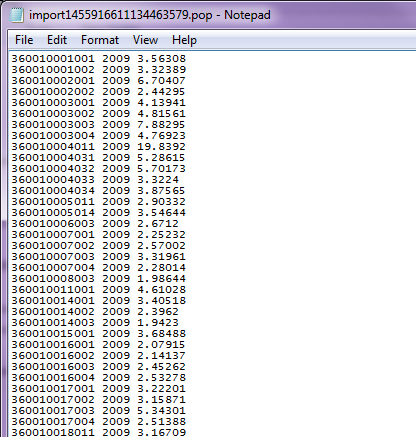 import1455916611134463579.pop - Notepad
File Edit Format View Help
360010001001 2009 3.56308
360010001002 2009 3.32389
360010002001 2009 6.70407
360010002002 2009 2.44295
360010003001 2009 4.13941
360010003002 2009 4.81561
360010003003 2009 7.88295
360010003004 2009 4.76923
360010004011 2009 19.8392
360010004031 2009 5.28615
360010004032 2009 5.70173
360010004033 2009 3.3224
360010004034 2009 3.87565
360010005011 2009 2.90332
360010005014 2009 3.54644
360010006003 2009 2.6712
360010007001 2009 2.25232
360010007002 2009 2.57002
360010007003 2009 3.31961
360010007004 2009 2.28014
360010008003 2009 1.98644
360010011001 2009 4.61028
360010014001 2009 3.40518
360010014002 2009 2.3962
360010014003 2009 1.9423
360010015001 2009 3.68488
360010016001 2009 2.07915
360010016002 2009 2.14137
360010016003 2009 2.45262
360010016004 2009 2.53278
360010017001 2009 3.22201
360010017002 2009 3.15871
360010017003 2009 5.34301
360010017004 2009 2.51388
360010018011 2009 3.16709